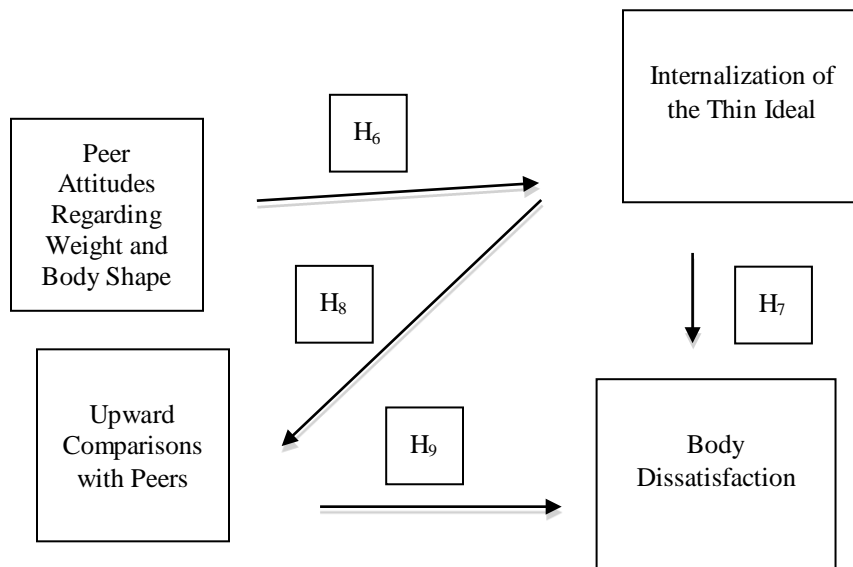 Internalization of
the Thin Ideal
H₆
Peer
Attitudes
Regarding
Weight and
Body Shape
H₈
H₇
Upward
Comparisons
with Peers
H₉
Body
Dissatisfaction